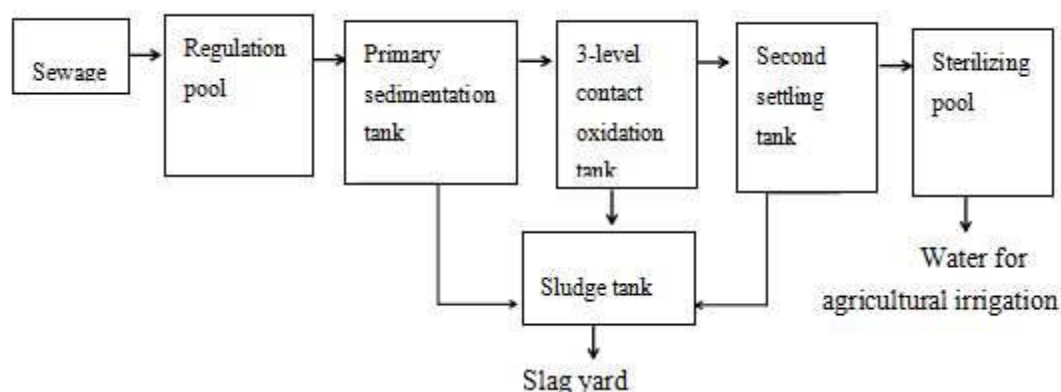 Sewage
Regulation
pool
Primary
sedimentation
tank
3-level
contact
oxidation
tank
Second
settling
tank
Sterilizing
pool
Sludge tank
Water for
agricultural irrigation
Slag yard